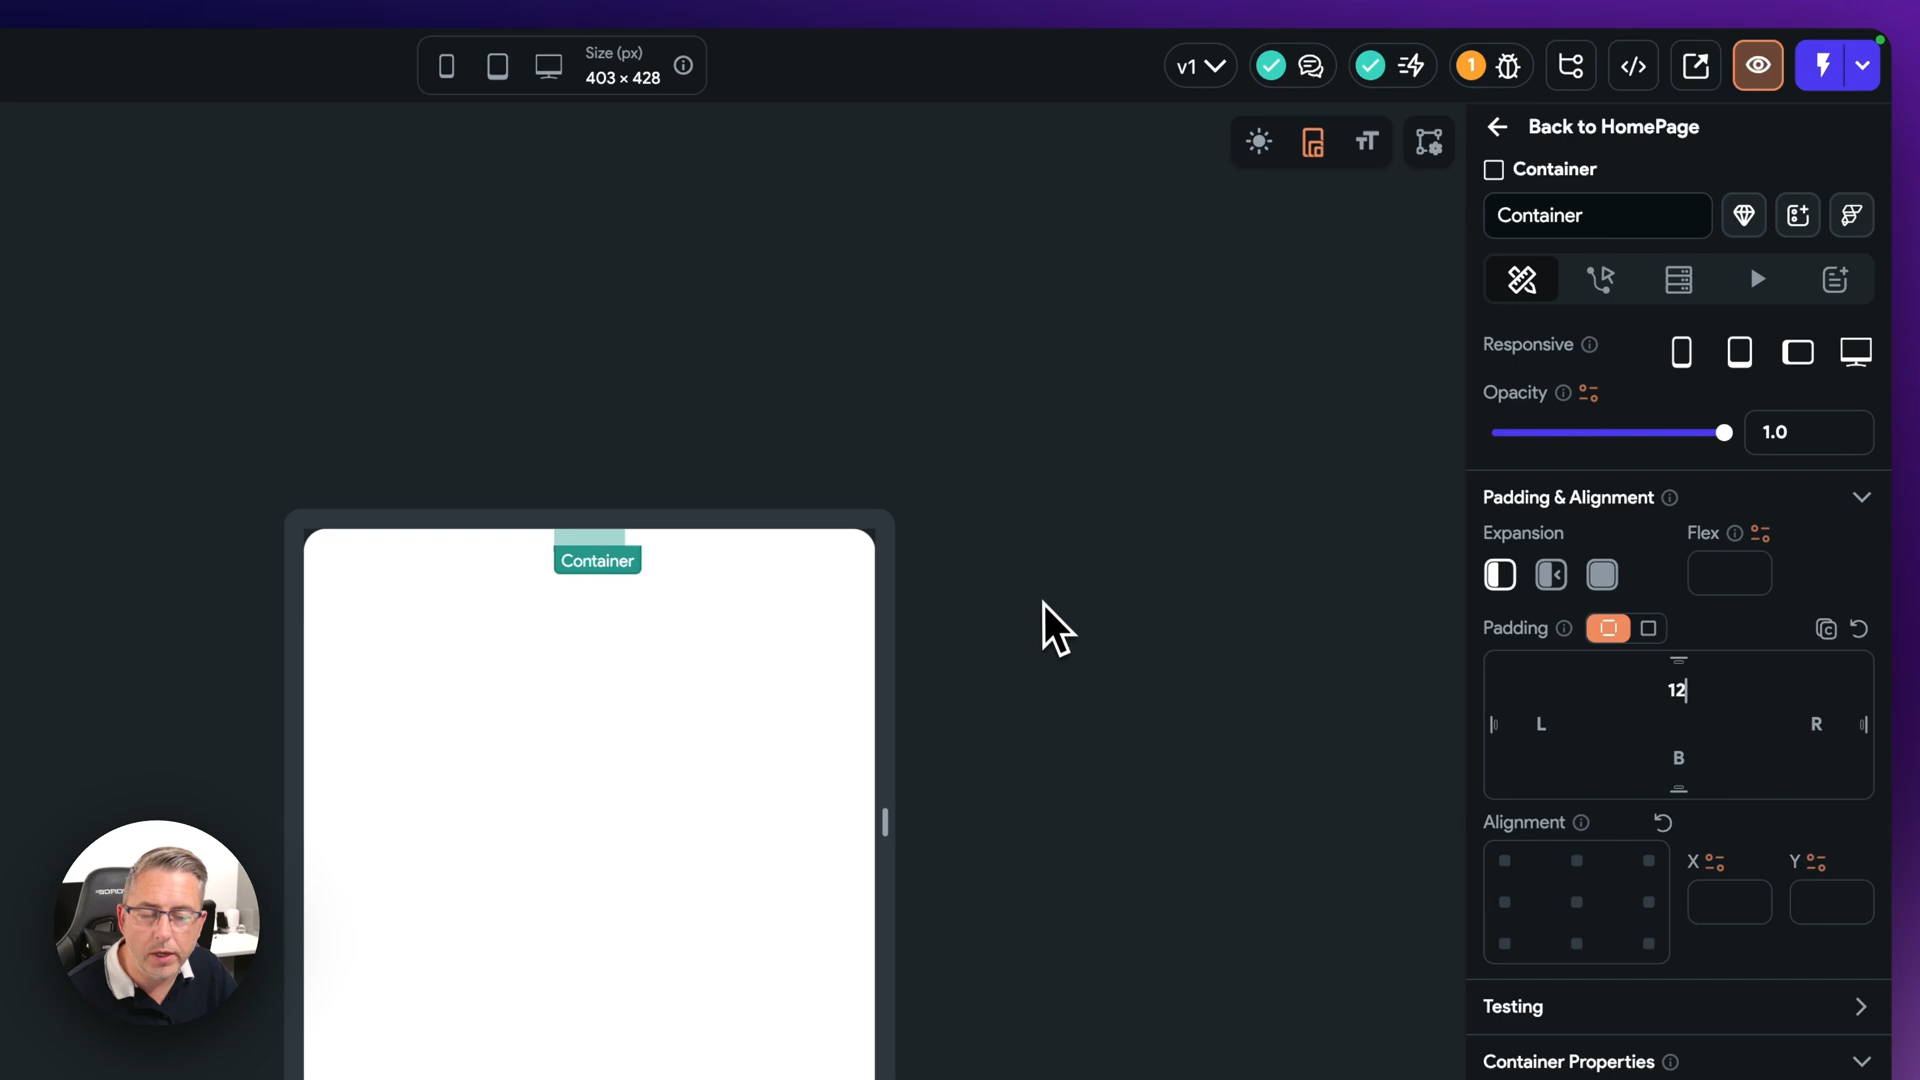 Size (px)
403 × 428
v1
1
Back to HomePage
Container
Container
Responsive
Opacity
1.0
Padding & Alignment
Expansion
Flex
Container
Padding
12
L
R
B
Alignment
X
Y
Testing
Container Properties